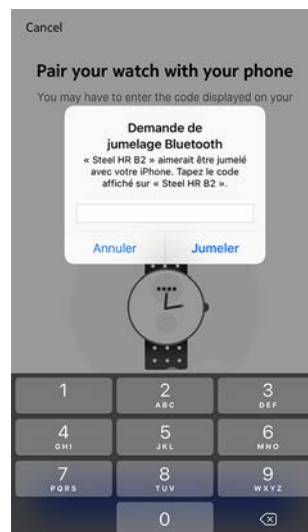 Cancel
Pair your watch with your phone
You may have to enter the code displayed on your
Demande de
jumelage Bluetooth
« Steel HR B2 » aimerait être jumelé
avec votre iPhone. Tapez le code
affiché sur « Steel HR B2 ».
Annuler Jumeler
1 2 3
ABC DEF
4 5 6
GHI JKL MNO
7 8 9
PQRS TUV WXYZ
0